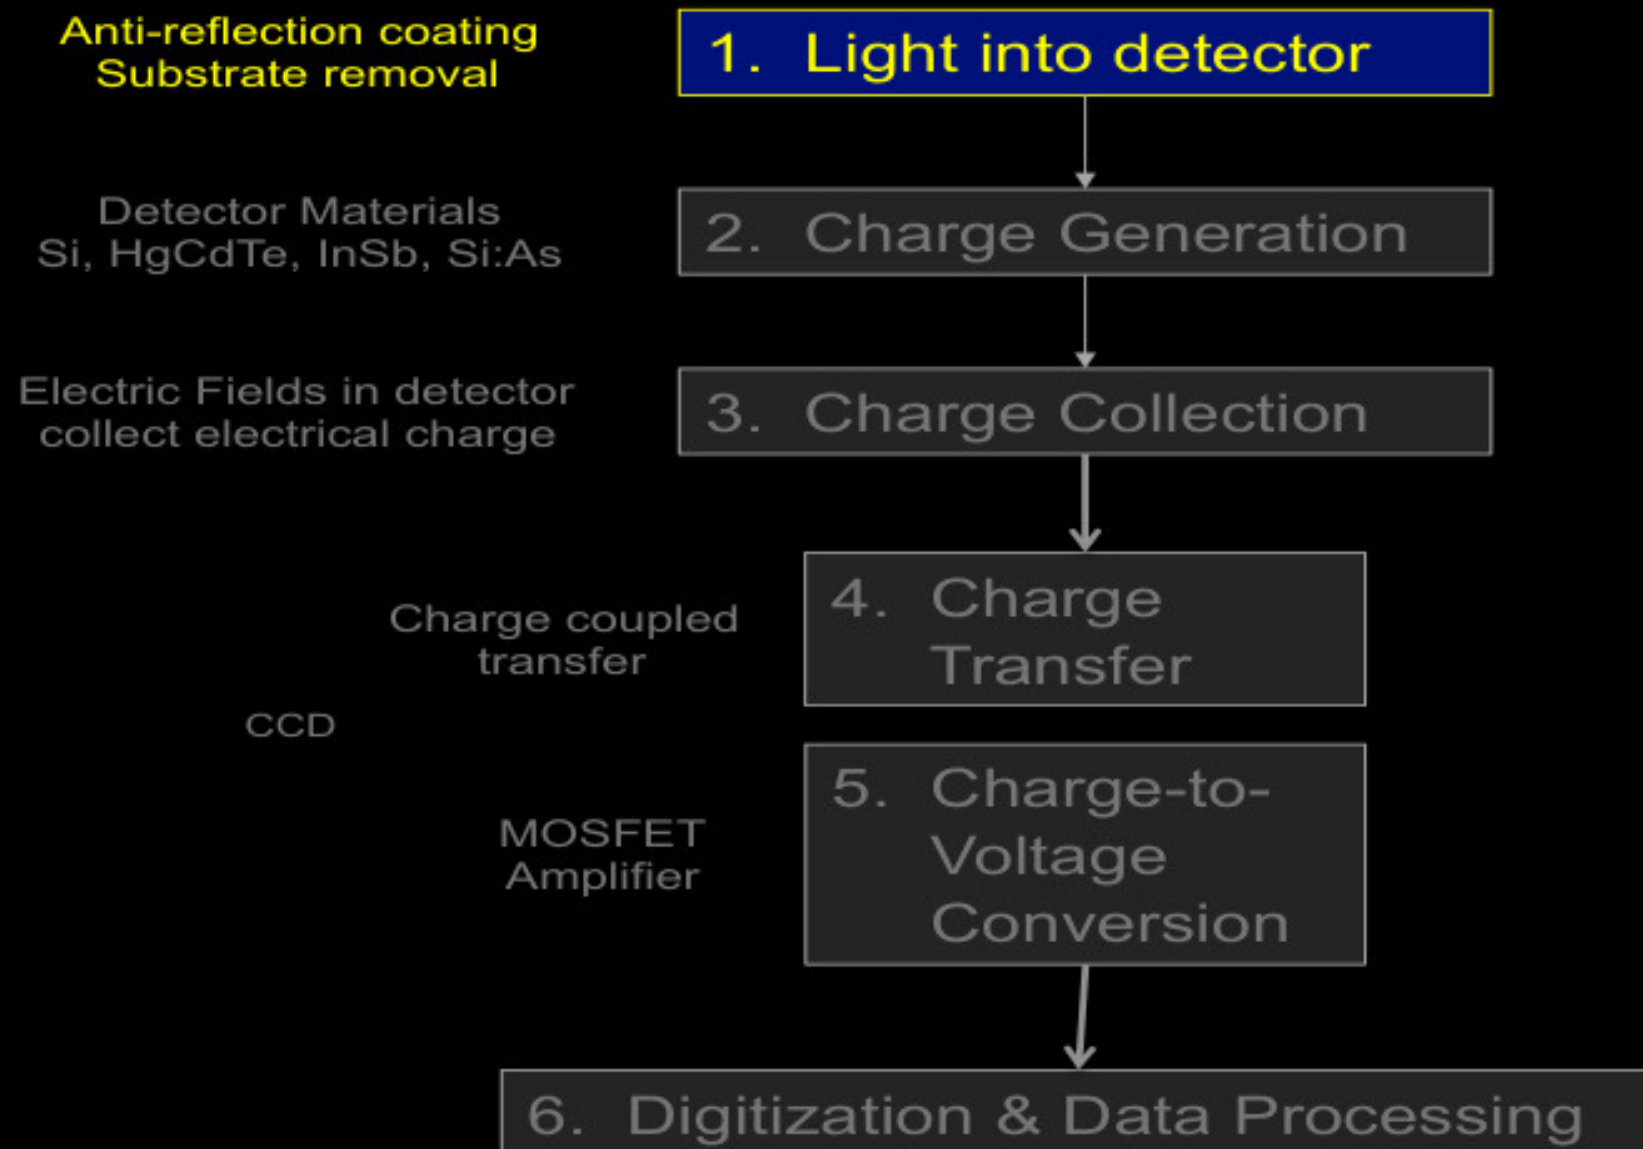 Anti-reflection coating
Substrate removal
1. Light into detector
Detector Materials
Si, HgCdTe, InSb, Si:As
2. Charge Generation
Electric Fields in detector
collect electrical charge
3. Charge Collection
Charge coupled
transfer
4. Charge
Transfer
CCD
MOSFET
Amplifier
5. Charge-to-
Voltage
Conversion
6. Digitization & Data Processing